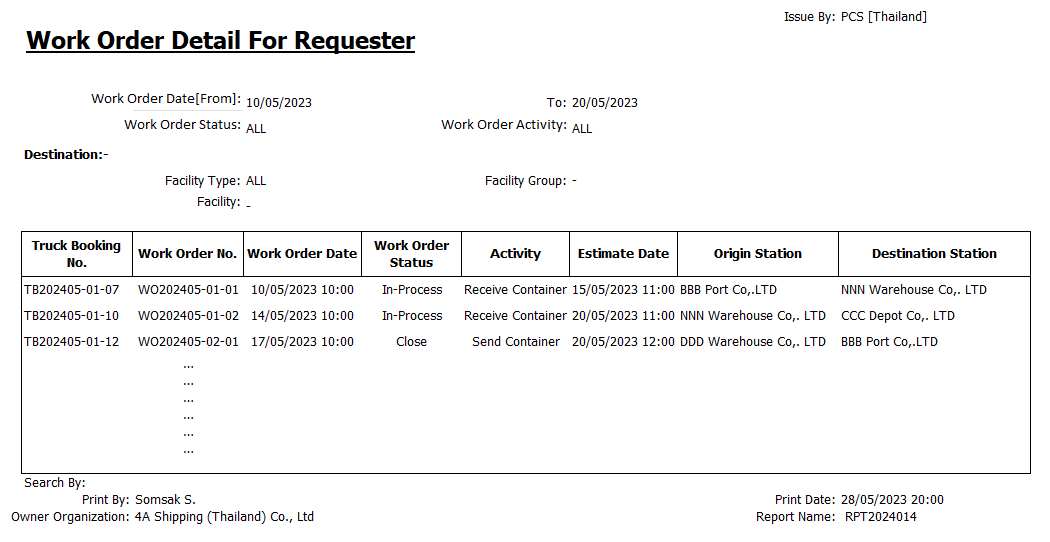 Issue By: PCS [Thailand]
Work Order Detail For Requester
Work Order Date[From]: 10/05/2023 To: 20/05/2023
Work Order Status: ALL Work Order Activity: ALL
Destination:-
Facility Type: ALL Facility Group: -
Facility: -
Truck Booking No. Work Order No. Work Order Date Work Order Status Activity Estimate Date Origin Station Destination Station
TB202405-01-07 WO202405-01-01 10/05/2023 10:00 In-Process Receive Container 15/05/2023 11:00 BBB Port Co,.LTD NNN Warehouse Co,. LTD
TB202405-01-10 WO202405-01-02 14/05/2023 10:00 In-Process Receive Container 20/05/2023 11:00 NNN Warehouse Co,. LTD CCC Depot Co,. LTD
TB202405-01-12 WO202405-02-01 17/05/2023 10:00 Close Send Container 20/05/2023 12:00 DDD Warehouse Co,. LTD BBB Port Co,.LTD
...
...
...
...
...
...
Search By:
Print By: Somsak S. Print Date: 28/05/2023 20:00
Owner Organization: 4A Shipping (Thailand) Co., Ltd Report Name: RPT2024014